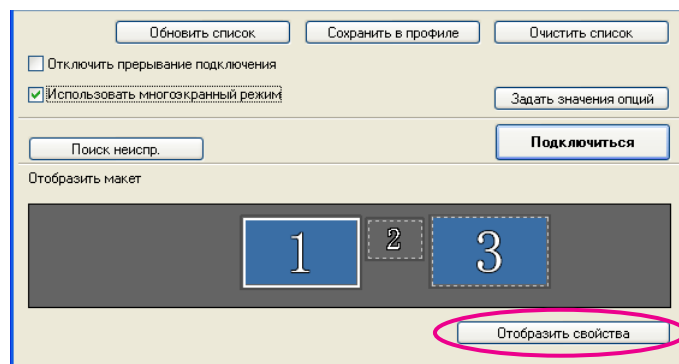 Обновить список Сохранить в профиле Очистить список
Отключить прерывание подключения
Использовать многоэкранный режим
Задать значения опций
Поиск неиспр. Подключиться
Отобразить макет
1 2 3
Отобразить свойства